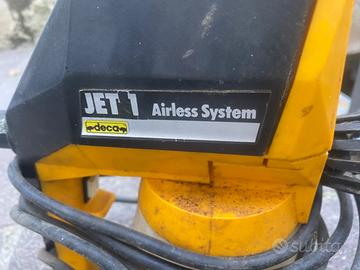 JET 1 Airless System
deca
subito